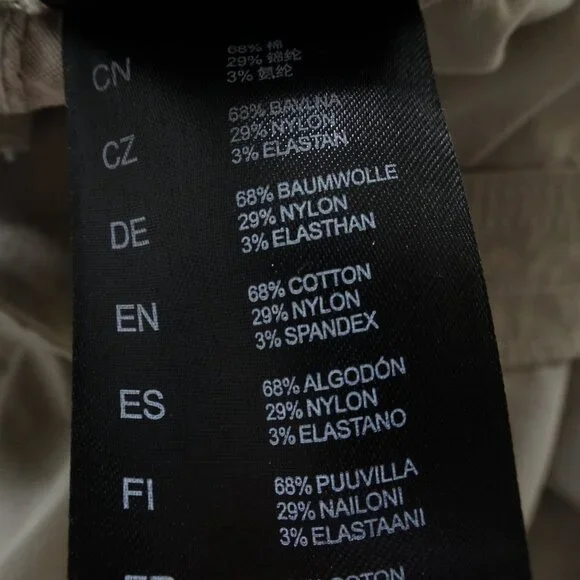 CN
68% 棉
29% 锦纶
3% 氨纶
CZ
68% BAVLNA
29% NYLON
3% ELASTAN
DE
68% BAUMWOLLE
29% NYLON
3% ELASTHAN
EN
68% COTTON
29% NYLON
3% SPANDEX
ES
68% ALGODÓN
29% NYLON
3% ELASTANO
FI
68% PUUVILLA
29% NAILONI
3% ELASTAANI